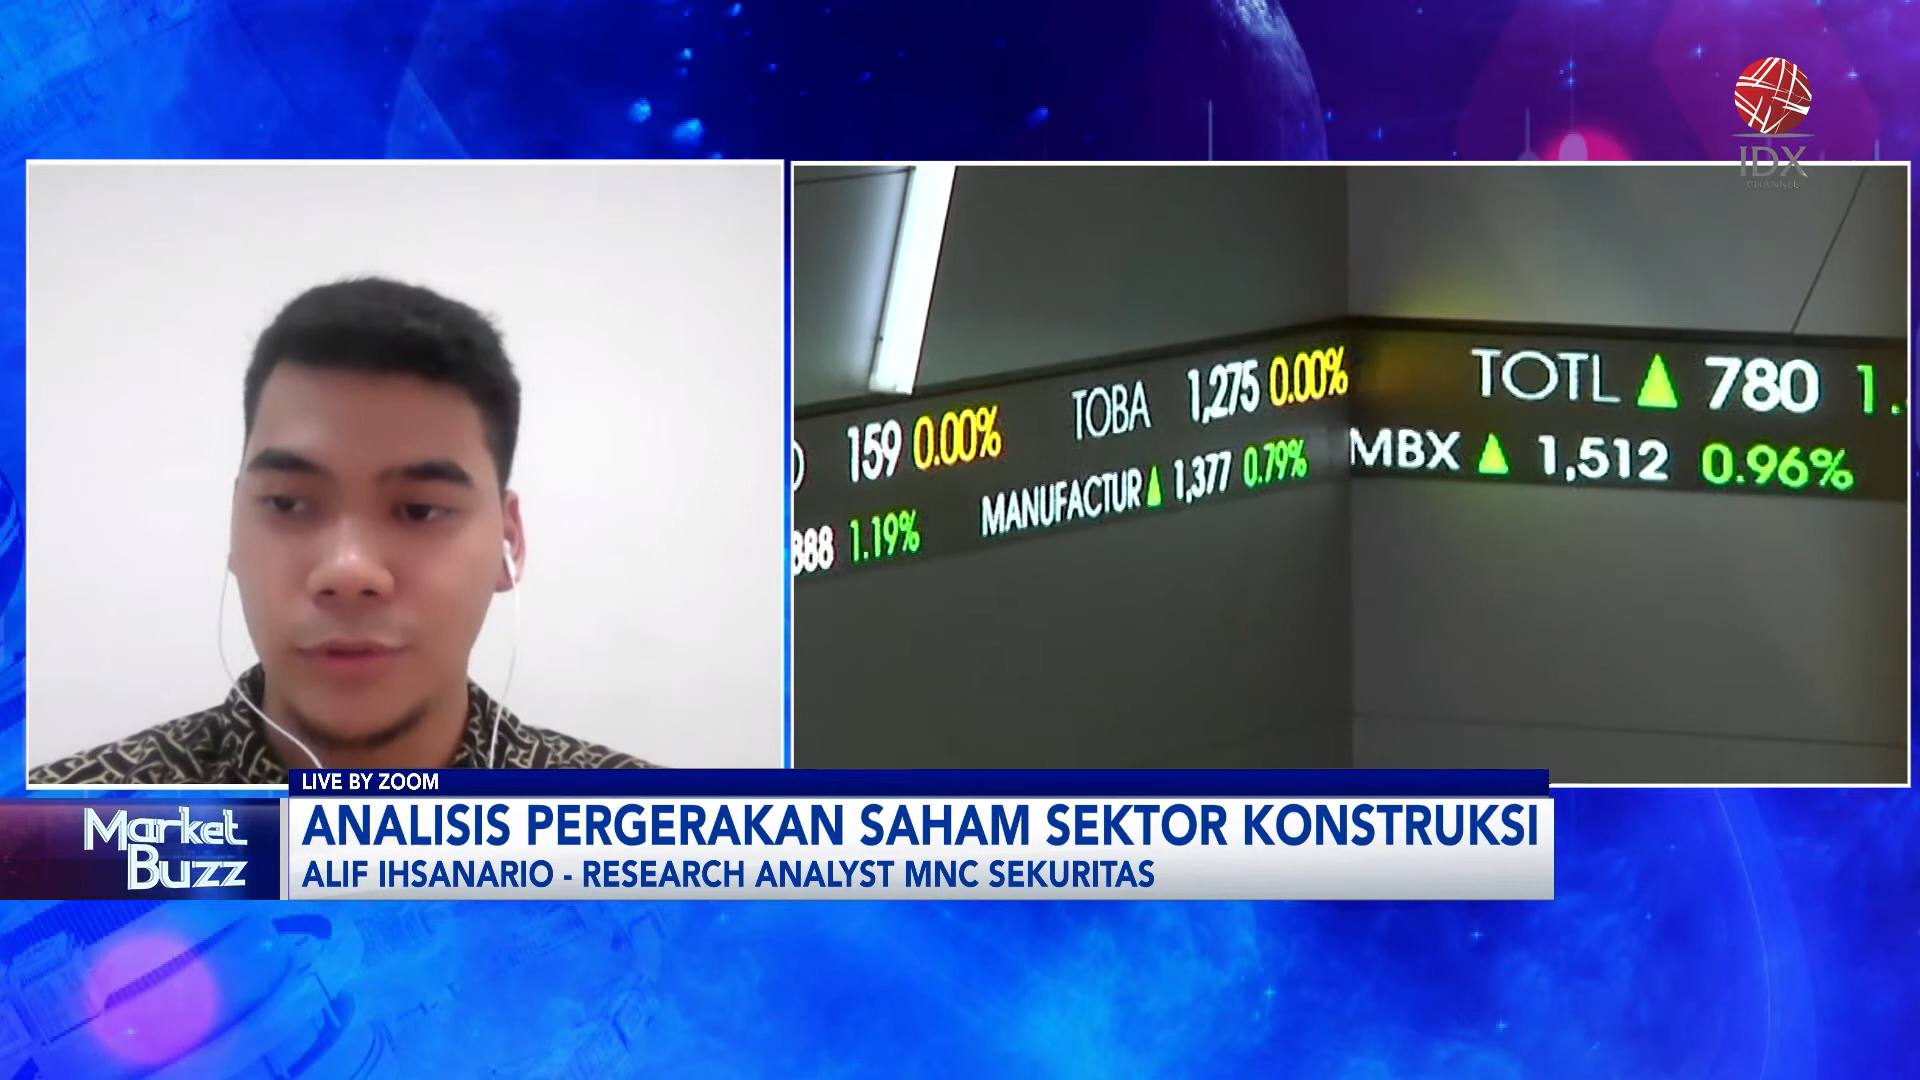 IDX
CHANNEL
159 0.00% TOBA 1,275 0.00% TOTL ▲ 780 1.
888 1.19% MANUFACTUR ▲ 1,377 0.79% MBX ▲ 1,512 0.96%
LIVE BY ZOOM
Market
Buzz
ANALISIS PERGERAKAN SAHAM SEKTOR KONSTRUKSI
ALIF IHSANARIO - RESEARCH ANALYST MNC SEKURITAS